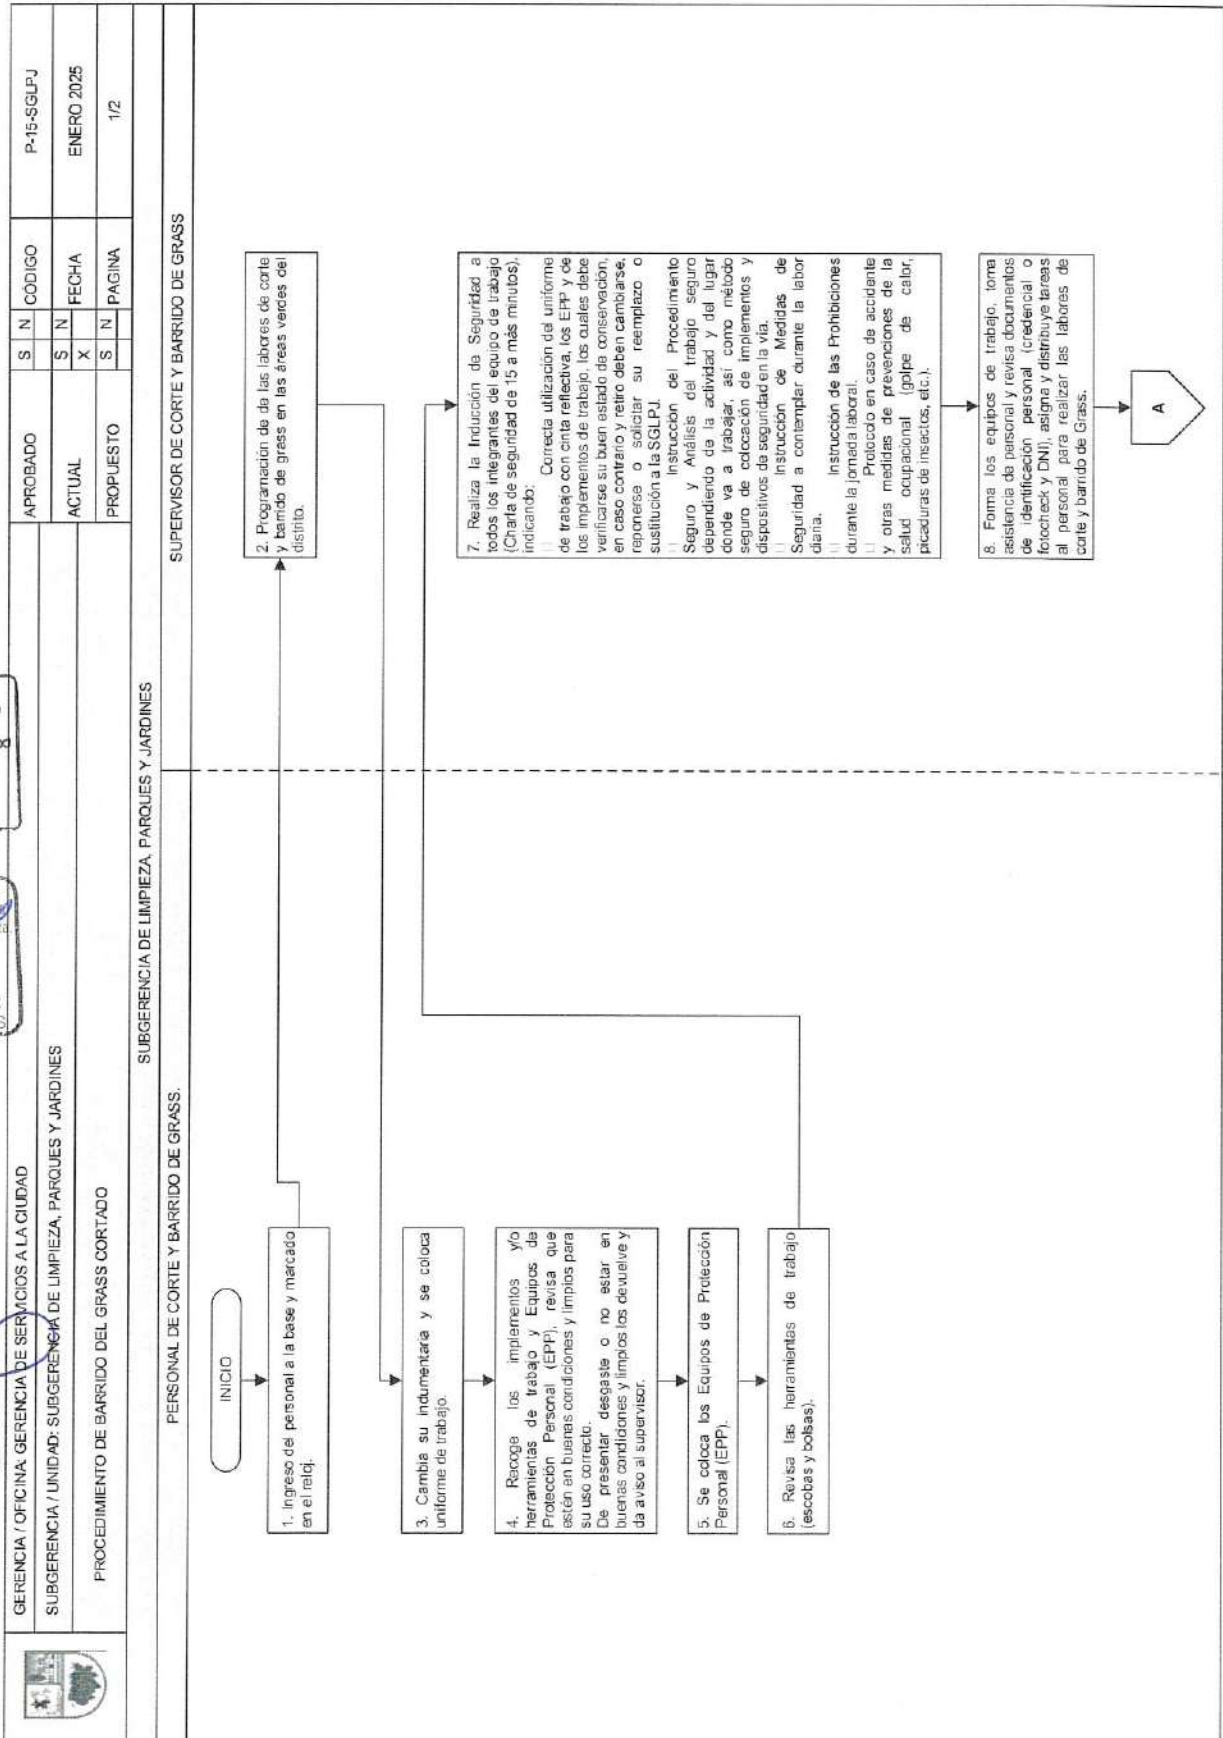 GERENCIA / OFICINA: GERENCIA DE SERVICIOS A LA CIUDAD
APROBADO
S N
CÓDIGO
P-15-SGLPJ
SUBGERENCIA / UNIDAD: SUBGERENCIA DE LIMPIEZA, PARQUES Y JARDINES
ACTUAL
S N
X
FECHA
ENERO 2025
PROCEDIMIENTO DE BARRIDO DEL GRASS CORTADO
PROPUESTO
S N
PAGINA
1/2
SUBGERENCIA DE LIMPIEZA, PARQUES Y JARDINES
PERSONAL DE CORTE Y BARRIDO DE GRASS.
SUPERVISOR DE CORTE Y BARRIDO DE GRASS
INICIO
1. Ingreso del personal a la base y marcado
en el reloj.
2. Programación de las labores de corte
y barrido de grass en las áreas verdes del
distrito.
3. Cambia su indumentaria y se coloca
uniforme de trabajo.
4. Recoge los implementos y/o
herramientas de trabajo y Equipos de
Protección Personal (EPP), revisa que
estén en buenas condiciones y limpios para
su uso correcto.
De presentar desgaste o no estar en
buenas condiciones y limpios los devuelve y
da aviso al supervisor.
5. Se coloca los Equipos de Protección
Personal (EPP).
6. Revisa las herramientas de trabajo
(escobas y bolsas).
7. Realiza la Inducción de Seguridad a
todos los integrantes del equipo de trabajo
(Charla de seguridad de 15 a más minutos),
indicando:
Correcta utilización del uniforme
de trabajo con cinta reflectiva, los EPP y de
los implementos de trabajo, los cuales debe
verificarse su buen estado de conservación,
en caso contrario y retiro deben cambiarse,
reponerse o solicitar su reemplazo o
sustitución a la SGLPJ.
Instrucción del Procedimiento
Seguro y Análisis del trabajo seguro
dependiendo de la actividad y del lugar
donde va a trabajar, así como método
seguro de colocación de implementos y
dispositivos de seguridad en la vía.
Instrucción de Medidas de
Seguridad a contemplar durante la labor
diaria.
Instrucción de las Prohibiciones
durante la jornada laboral.
Protocolo en caso de accidente
y otras medidas de prevenciones de la
salud ocupacional (golpe de calor,
picaduras de insectos, etc.).
8. Forma los equipos de trabajo, toma
asistencia de personal y revisa documentos
de identificación personal (credencial o
fotocheck y DNI), asigna y distribuye tareas
al personal para realizar las labores de
corte y barrido de Grass.
A